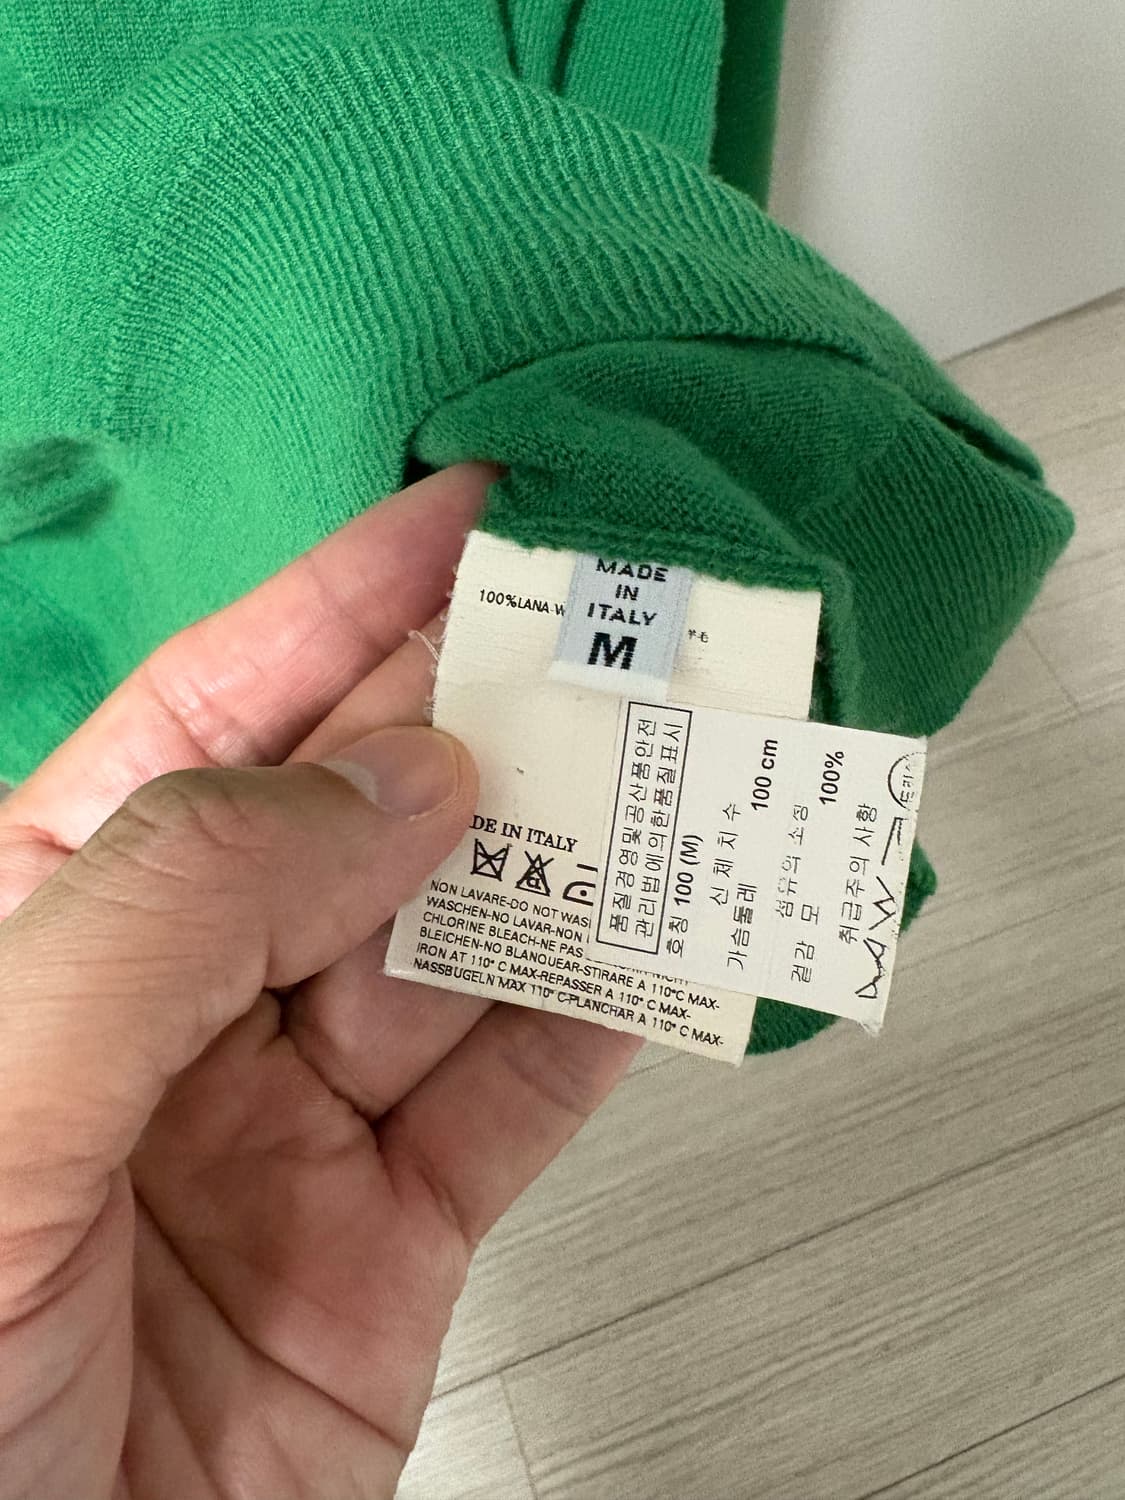 MADE
IN
ITALY
M
100%LANA
DE IN ITALY
NON LAVARE-DO NOT WAS
WASCHEN-NO LAVAR-NON
CHLORINE BLEACH-NE PAS
BLEICHEN-NO BLANQUEAR-STIRARE A 110°C MAX-
IRON AT 110° C MAX-REPASSER A 110° C MAX-
NASSBUGELN MAX 110° C-PLANCHAR A 110° C MAX-
품질경영및공산품안전
관리법에의한품질표시
호칭 100 (M)
신체치수
가슴둘레 100 cm
섬유의
겉감 모 100%
취급주의 사항